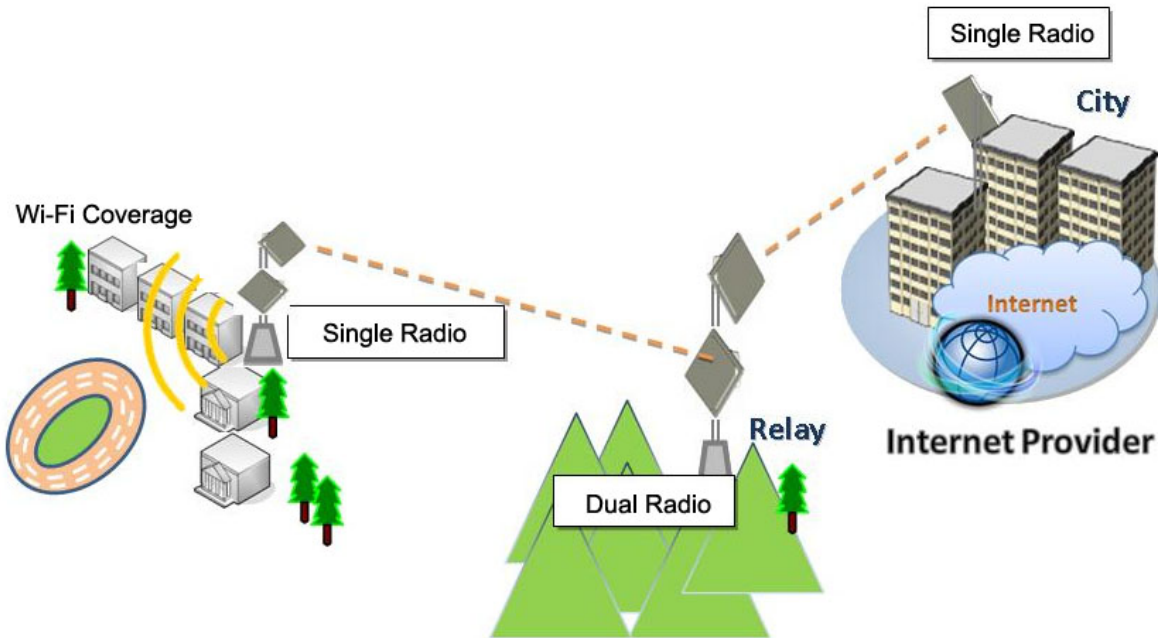 Single Radio
City
Wi-Fi Coverage
Internet
Single Radio
Relay
Internet Provider
Dual Radio